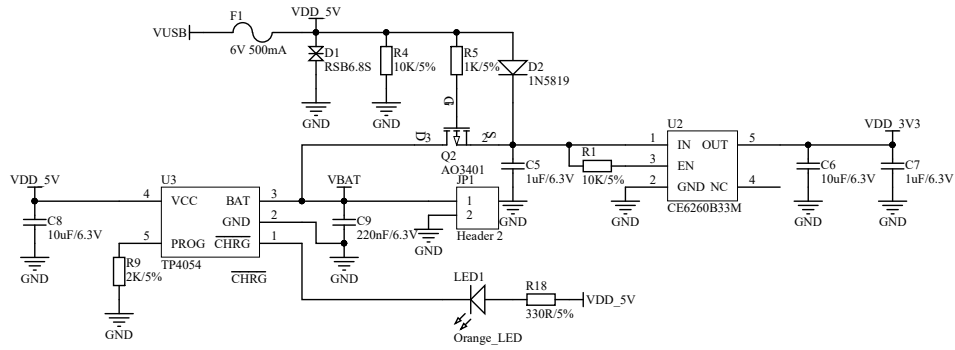 F1
VDD_5V
VUSB
6V 500mA
D1
RSB6.8S
R4
10K/5%
R5
1K/5%
D2
1N5819
GND
GND
G
D
3
2
S
Q2
AO3401
U2
1
IN
OUT
5
VDD_3V3
R1
10K/5%
3
EN
2
GND
NC
4
CE6260B33M
GND
C5
1uF/6.3V
GND
C6
10uF/6.3V
GND
C7
1uF/6.3V
GND
VDD_5V
U3
4
VCC
BAT
3
VBAT
GND
2
5
PROG
CHRG
1
TP4054
CHRG
C8
10uF/6.3V
GND
R9
2K/5%
GND
C9
220nF/6.3V
GND
JP1
1
2
Header 2
GND
LED1
Orange_LED
R18
330R/5%
VDD_5V